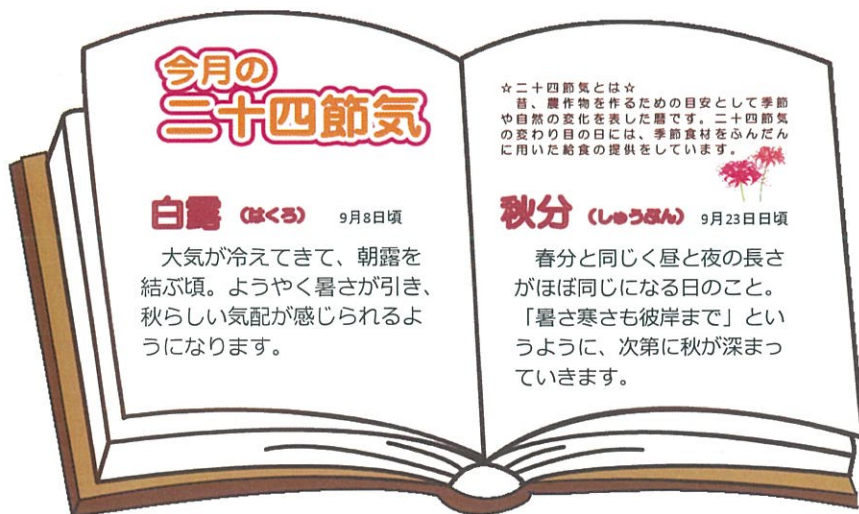 今月の
二十四節気
白露 (はくろ) 9月8日頃
大気が冷えてきて、朝露を
結ぶ頃。ようやく暑さが引き、
秋らしい気配が感じられるよ
うになります。
☆二十四節気とは☆
昔、農作物を作るための目安として季節
や自然の変化を表した暦です。二十四節気
の変わり目の日には、季節食材をふんだん
に用いた給食の提供をしています。
秋分 (しゅうぶん) 9月23日日頃
春分と同じく昼と夜の長さ
がほぼ同じになる日のこと。
「暑さ寒さも彼岸まで」とい
うように、次第に秋が深まっ
ていきます。